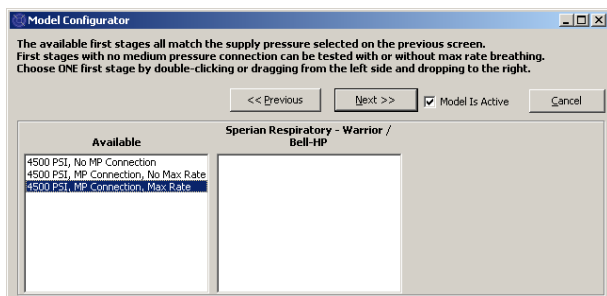 Model Configurator
The available first stages all match the supply pressure selected on the previous screen.
First stages with no medium pressure connection can be tested with or without max rate breathing.
Choose ONE first stage by double-clicking or dragging from the left side and dropping to the right.
<< Previous
Next >>
Model Is Active
Cancel
Available
Sperian Respiratory - Warrior /
Bell-HP
4500 PSI, No MP Connection
4500 PSI, MP Connection, No Max Rate
4500 PSI, MP Connection, Max Rate